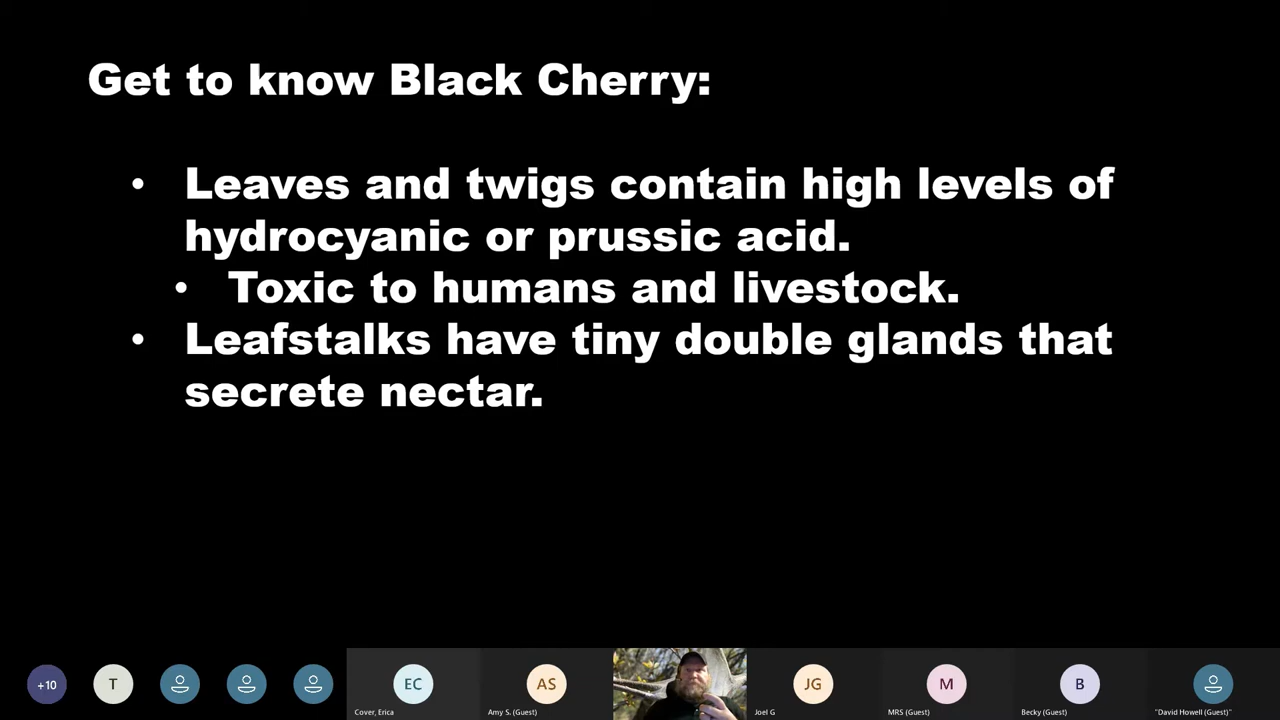 Get to know Black Cherry:
• Leaves and twigs contain high levels of
hydrocyanic or prussic acid.
• Toxic to humans and livestock.
• Leafstalks have tiny double glands that
secrete nectar.
+10
T
EC
AS
JG
M
B
Cover, Erica
Amy S. (Guest)
Joel G
MRS (Guest)
Becky (Guest)
"David Howell (Guest)"